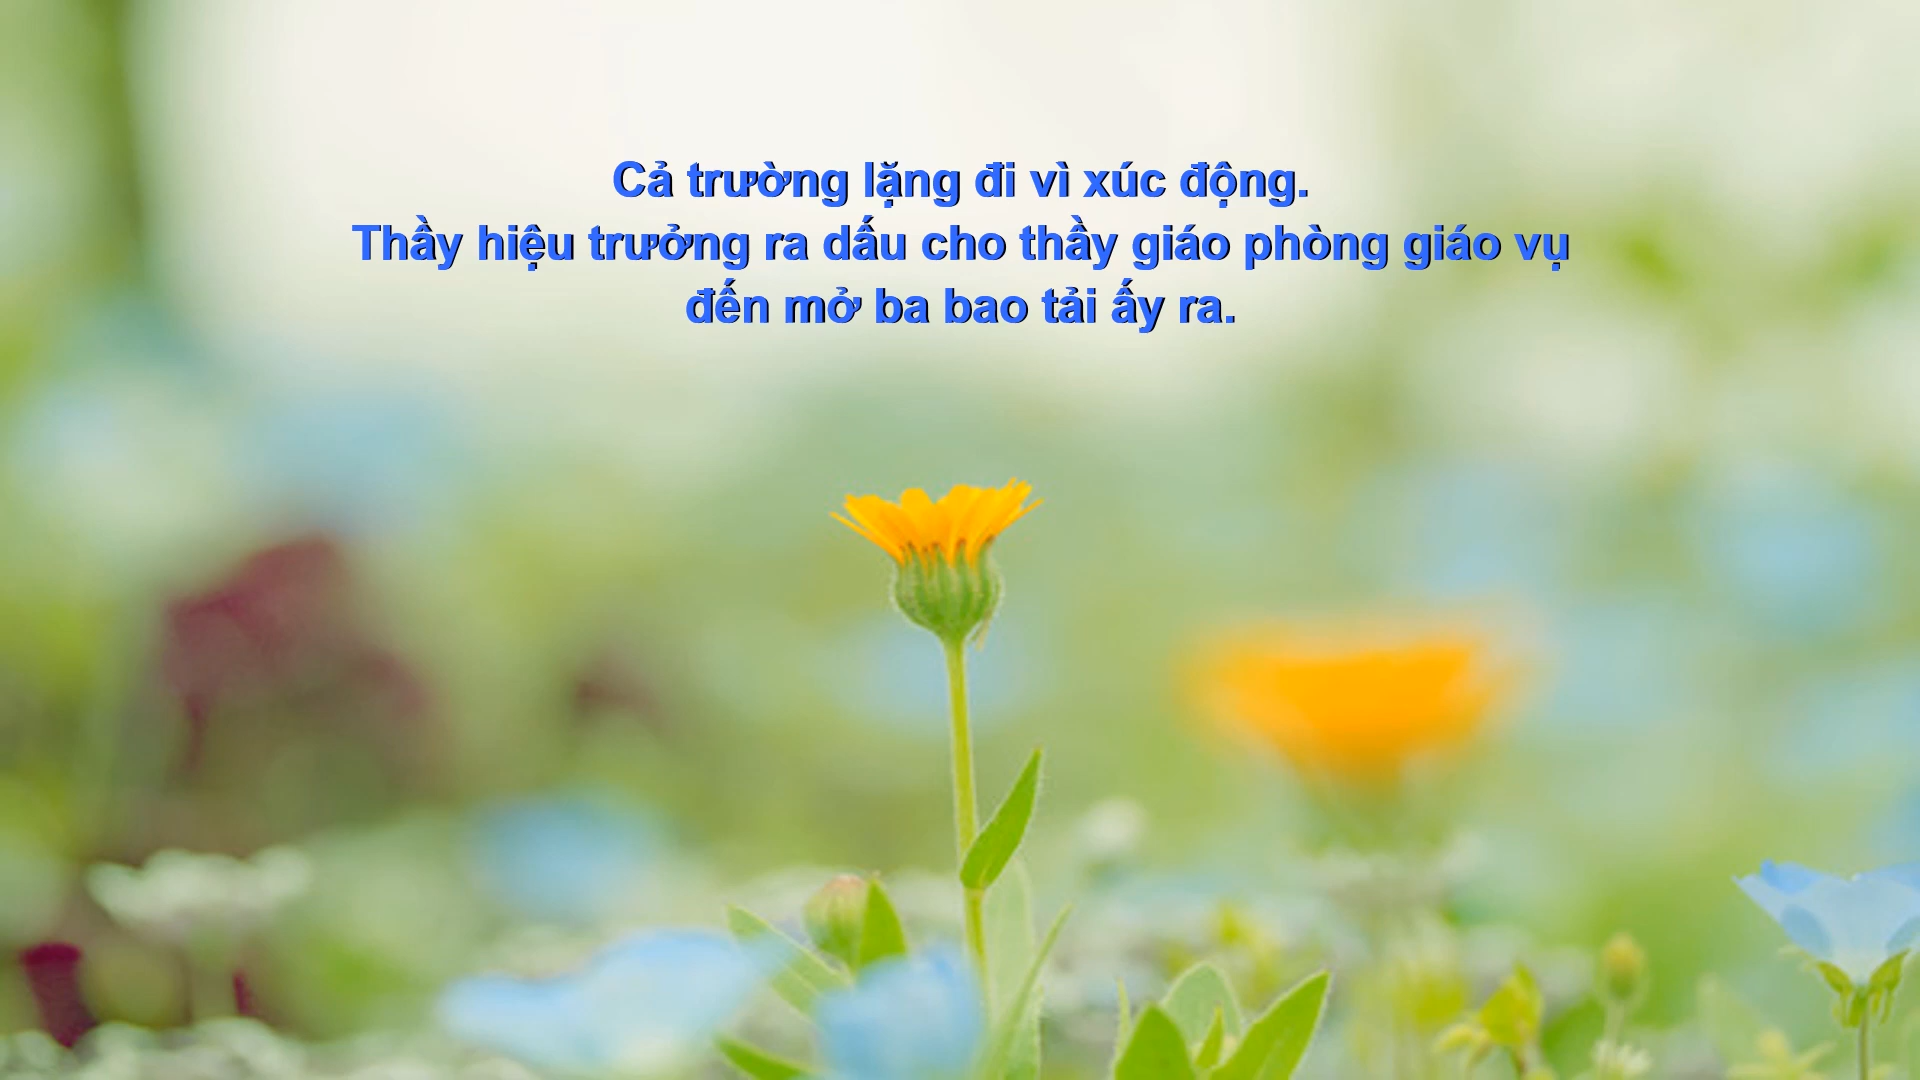 Cả trường lặng đi vì xúc động.
Thầy hiệu trưởng ra dấu cho thầy giáo phòng giáo vụ
đến mở ba bao tải ấy ra.